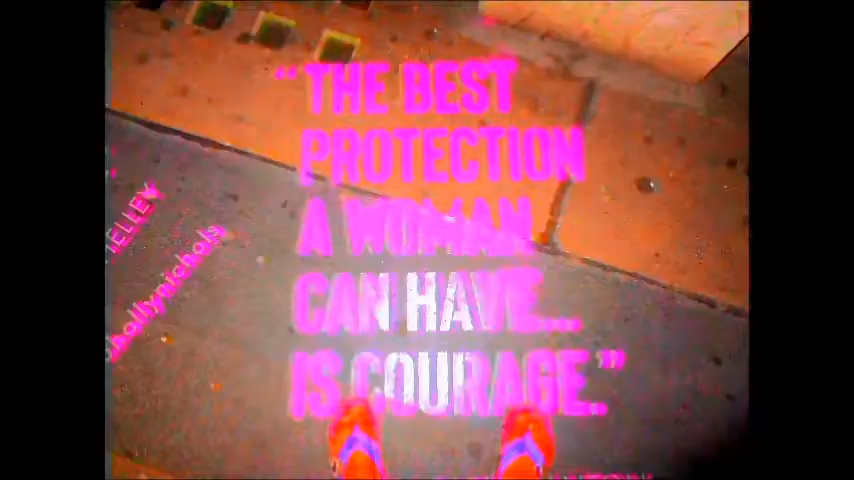 “THE BEST
PROTECTION
A WOMAN
CAN HAVE...
IS COURAGE.”
hollynichols